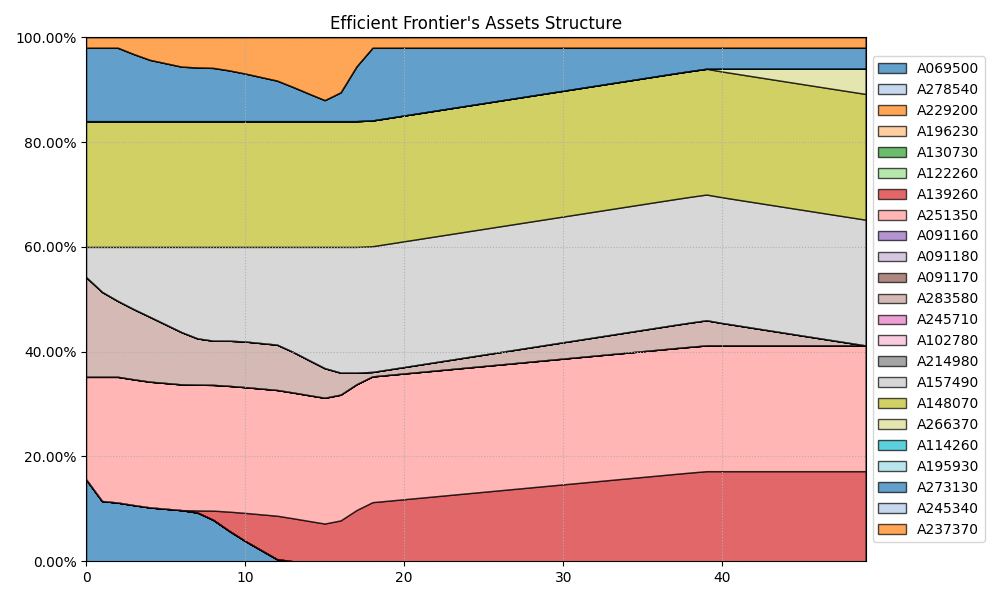 Efficient Frontier's Assets Structure
100.00%
80.00%
60.00%
40.00%
20.00%
0.00%
0
10
20
30
40
A069500
A278540
A229200
A196230
A130730
A122260
A139260
A251350
A091160
A091180
A091170
A283580
A245710
A102780
A214980
A157490
A148070
A266370
A114260
A195930
A273130
A245340
A237370